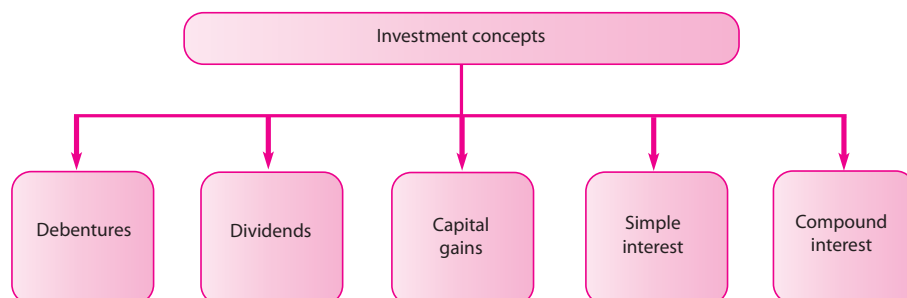 Investment concepts
Debentures
Dividends
Capital
gains
Simple
interest
Compound
interest